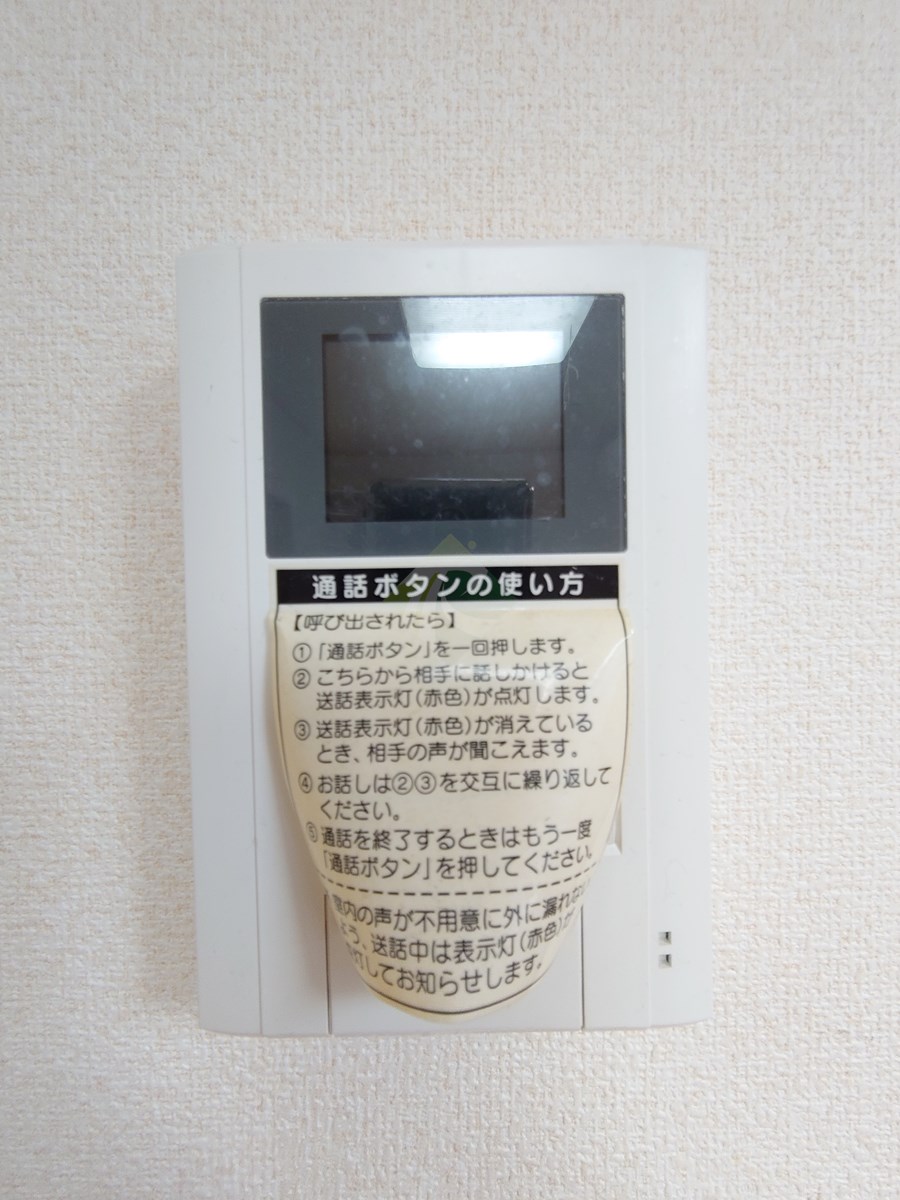 通話ボタンの使い方
【呼び出されたら】
①「通話ボタン」を一回押します。
②こちらから相手に話しかけると
送話表示灯(赤色)が点灯します。
③送話表示灯(赤色)が消えている
とき、相手の声が聞こえます。
④お話しは②③を交互に繰り返して
ください。
⑤通話を終了するときはもう一度
「通話ボタン」を押してください。
室内の声が不用意に外に漏れない
よう、送話中は表示灯(赤色)が
灯してお知らせします。